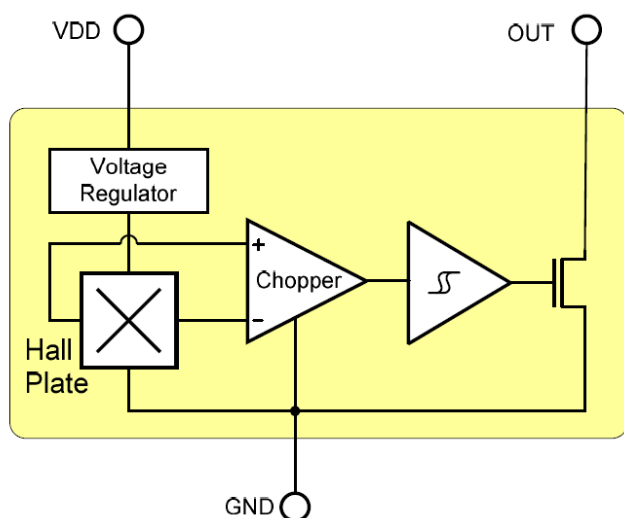 VDD
OUT
Voltage
Regulator
+
Chopper
-
Hall
Plate
GND